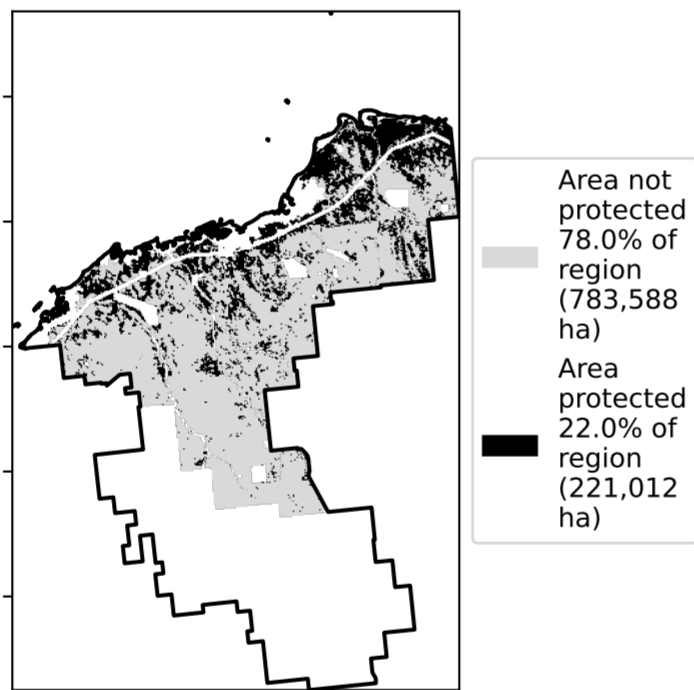 Area not
protected
78.0% of
region
(783,588
ha)
Area
protected
22.0% of
region
(221,012
ha)